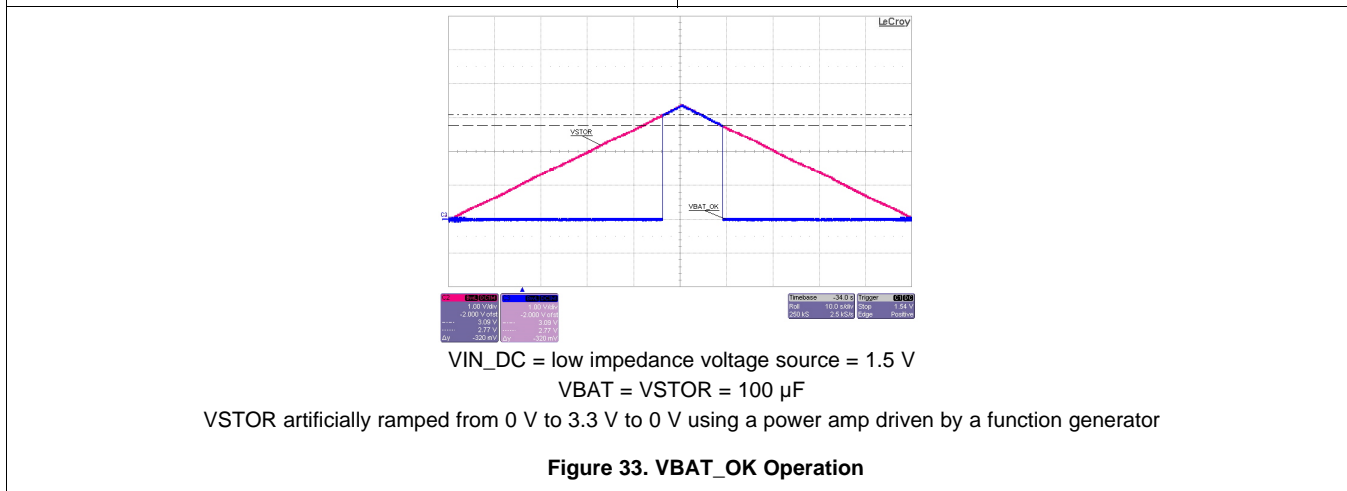 LeCroy
VSTOR
C3
VBAT_OK
1.00 V/div
-2.000 V ofst
3.09 V
2.77 V
Δy -320 mV
1.00 V/div
-2.000 V ofst
3.09 V
2.77 V
Δy -320 mV
Timebase -34.0 s
Roll 10.0 s/div
250 kS 2.5 kS/s
Trigger C1 DC
Stop 1.54 V
Edge Positive
VIN_DC = low impedance voltage source = 1.5 V
VBAT = VSTOR = 100 µF
VSTOR artificially ramped from 0 V to 3.3 V to 0 V using a power amp driven by a function generator
Figure 33. VBAT_OK Operation